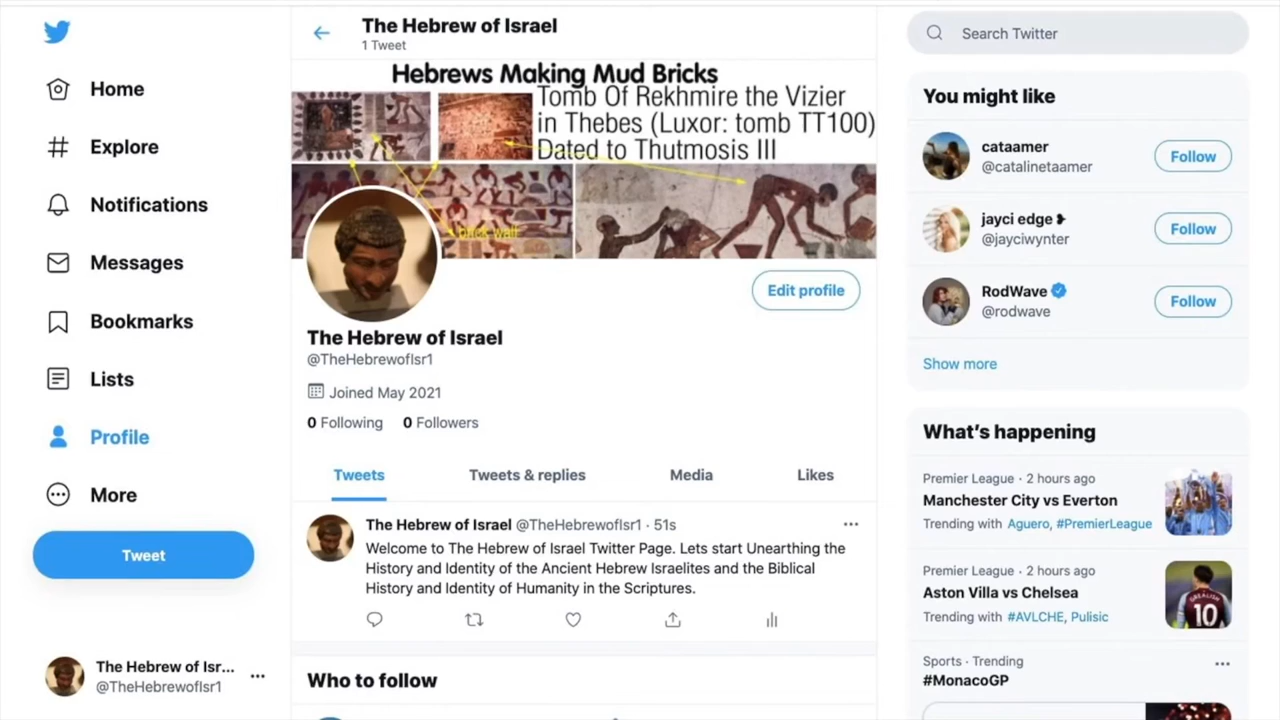 The Hebrew of Israel
1 Tweet
Hebrews Making Mud Bricks
Tomb Of Rekhmire the Vizier
in Thebes (Luxor: tomb TT100)
Dated to Thutmosis III
Edit profile
The Hebrew of Israel
@TheHebrewofIsr1
Joined May 2021
0 Following 0 Followers
Tweets Tweets & replies Media Likes
The Hebrew of Israel @TheHebrewofIsr1 · 51s
Welcome to The Hebrew of Israel Twitter Page. Lets start Unearthing the
History and Identity of the Ancient Hebrew Israelites and the Biblical
History and Identity of Humanity in the Scriptures.
Who to follow
Home
Explore
Notifications
Messages
Bookmarks
Lists
Profile
More
Tweet
The Hebrew of Isr...
@TheHebrewofIsr1
Search Twitter
You might like
cataamer
@catalinetaamer
Follow
jayci edge
@jayciwynter
Follow
RodWave
@rodwave
Follow
Show more
What's happening
Premier League · 2 hours ago
Manchester City vs Everton
Trending with Aguero, #PremierLeague
Premier League · 2 hours ago
Aston Villa vs Chelsea
Trending with #AVLCHE, Pulisic
GREALISH
10
Sports · Trending
#MonacoGP